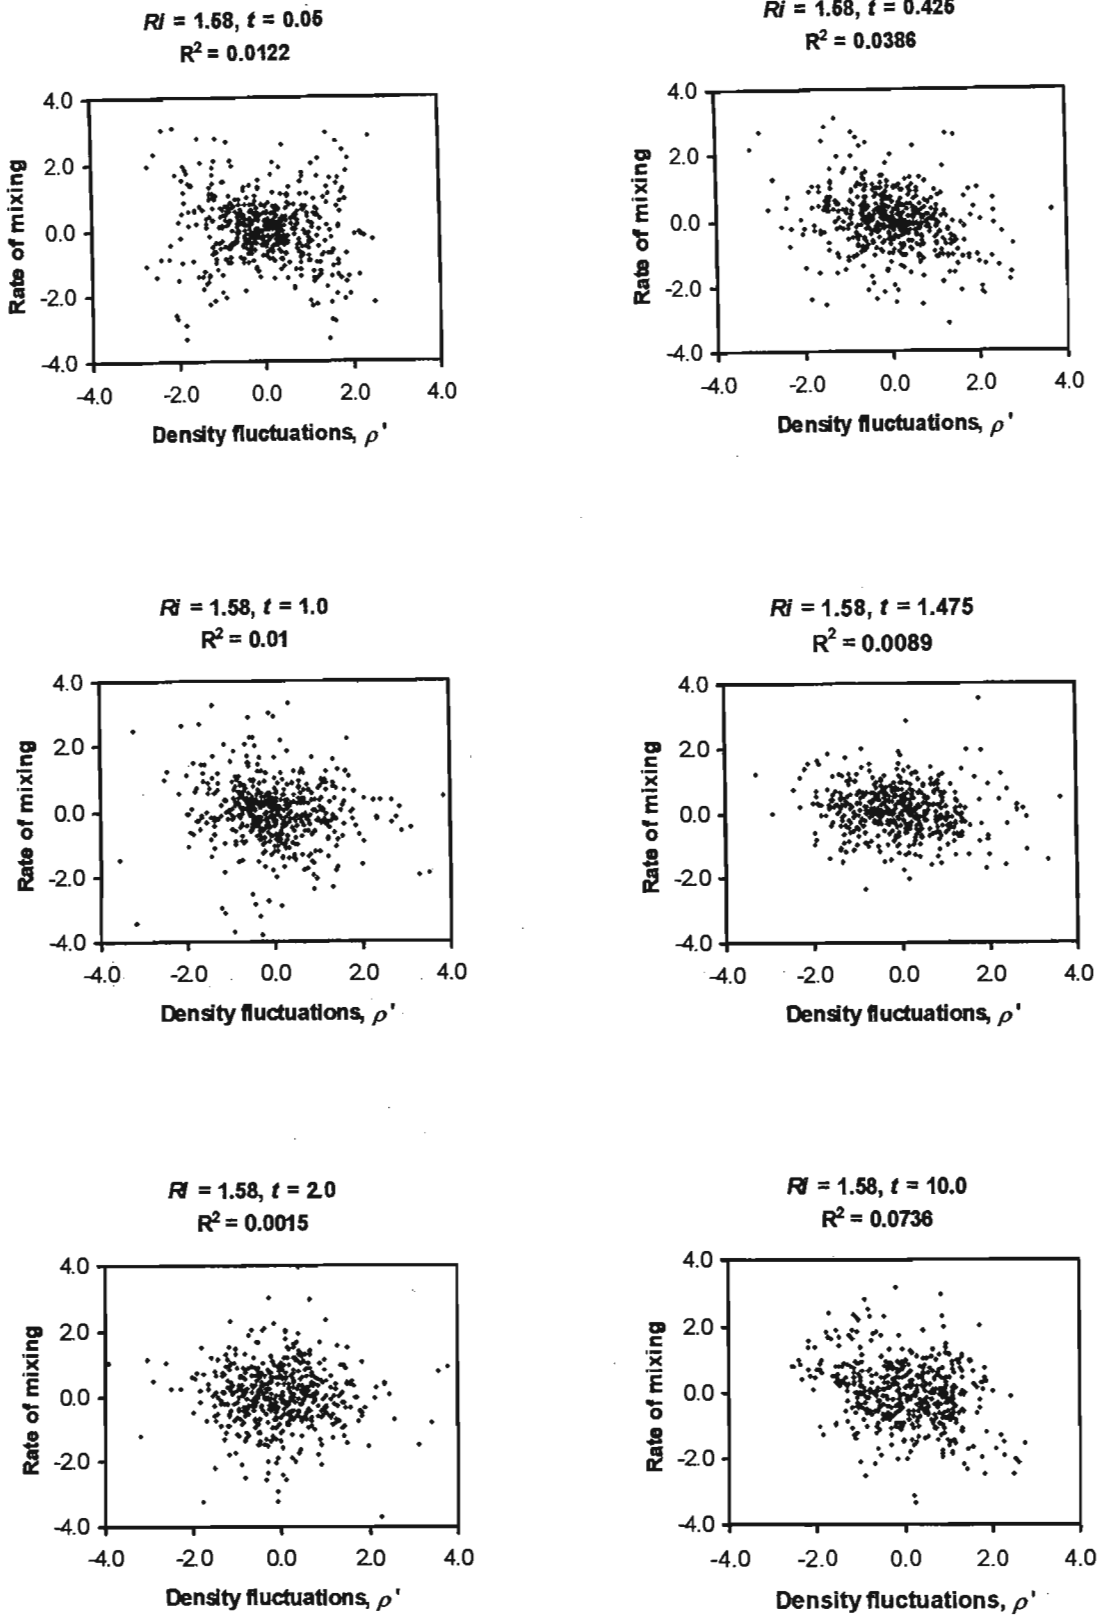 Ri = 1.58, t = 0.05
R² = 0.0122
4.0
2.0
0.0
-2.0
-4.0
-4.0 -2.0 0.0 2.0 4.0
Rate of mixing
Density fluctuations, ρ'
Ri = 1.58, t = 0.425
R² = 0.0386
4.0
2.0
0.0
-2.0
-4.0
-4.0 -2.0 0.0 2.0 4.0
Rate of mixing
Density fluctuations, ρ'
Ri = 1.58, t = 1.0
R² = 0.01
4.0
2.0
0.0
-2.0
-4.0
-4.0 -2.0 0.0 2.0 4.0
Rate of mixing
Density fluctuations, ρ'
Ri = 1.58, t = 1.475
R² = 0.0089
4.0
2.0
0.0
-2.0
-4.0
-4.0 -2.0 0.0 2.0 4.0
Rate of mixing
Density fluctuations, ρ'
Ri = 1.58, t = 2.0
R² = 0.0015
4.0
2.0
0.0
-2.0
-4.0
-4.0 -2.0 0.0 2.0 4.0
Rate of mixing
Density fluctuations, ρ'
Ri = 1.58, t = 10.0
R² = 0.0736
4.0
2.0
0.0
-2.0
-4.0
-4.0 -2.0 0.0 2.0 4.0
Rate of mixing
Density fluctuations, ρ'